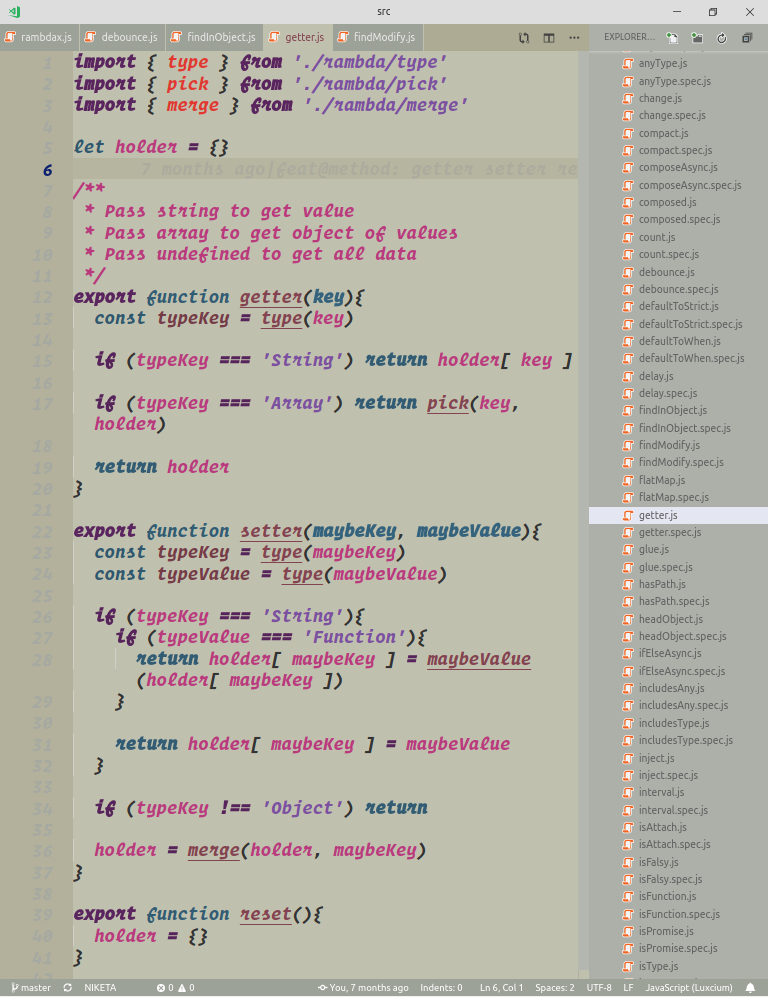 src
rambdax.js debounce.js findInObject.js getter.js findModify.js
1 import { type } from './rambda/type'
2 import { pick } from './rambda/pick'
3 import { merge } from './rambda/merge'
4
5 let holder = {}
6 7 months ago|feat@method: getter setter re
7 /**
8 * Pass string to get value
9 * Pass array to get object of values
10 * Pass undefined to get all data
11 */
12 export function getter(key){
13 const typeKey = type(key)
14
15 if (typeKey === 'String') return holder[ key ]
16
17 if (typeKey === 'Array') return pick(key,
holder)
18
19 return holder
20 }
21
22 export function setter(maybeKey, maybeValue){
23 const typeKey = type(maybeKey)
24 const typeValue = type(maybeValue)
25
26 if (typeKey === 'String'){
27 if (typeValue === 'Function'){
28 return holder[ maybeKey ] = maybeValue
(holder[ maybeKey ])
29 }
30
31 return holder[ maybeKey ] = maybeValue
32 }
33
34 if (typeKey !== 'Object') return
35
36 holder = merge(holder, maybeKey)
37 }
38
39 export function reset(){
40 holder = {}
41 }
EXPLORER...
anyType.js
anyType.spec.js
change.js
change.spec.js
compact.js
compact.spec.js
composeAsync.js
composeAsync.spec.js
composed.js
composed.spec.js
count.js
count.spec.js
debounce.js
debounce.spec.js
defaultToStrict.js
defaultToStrict.spec.js
defaultToWhen.js
defaultToWhen.spec.js
delay.js
delay.spec.js
findInObject.js
findInObject.spec.js
findModify.js
findModify.spec.js
flatMap.js
flatMap.spec.js
getter.js
getter.spec.js
glue.js
glue.spec.js
hasPath.js
hasPath.spec.js
headObject.js
headObject.spec.js
ifElseAsync.js
ifElseAsync.spec.js
includesAny.js
includesAny.spec.js
includesType.js
includesType.spec.js
inject.js
inject.spec.js
interval.js
interval.spec.js
isAttach.js
isAttach.spec.js
isFalsy.js
isFalsy.spec.js
isFunction.js
isFunction.spec.js
isPromise.js
isPromise.spec.js
isType.js
master NIKETA 0 0 You, 7 months ago Indents: 0 Ln 6, Col 1 Spaces: 2 UTF-8 LF JavaScript (Luxcium)